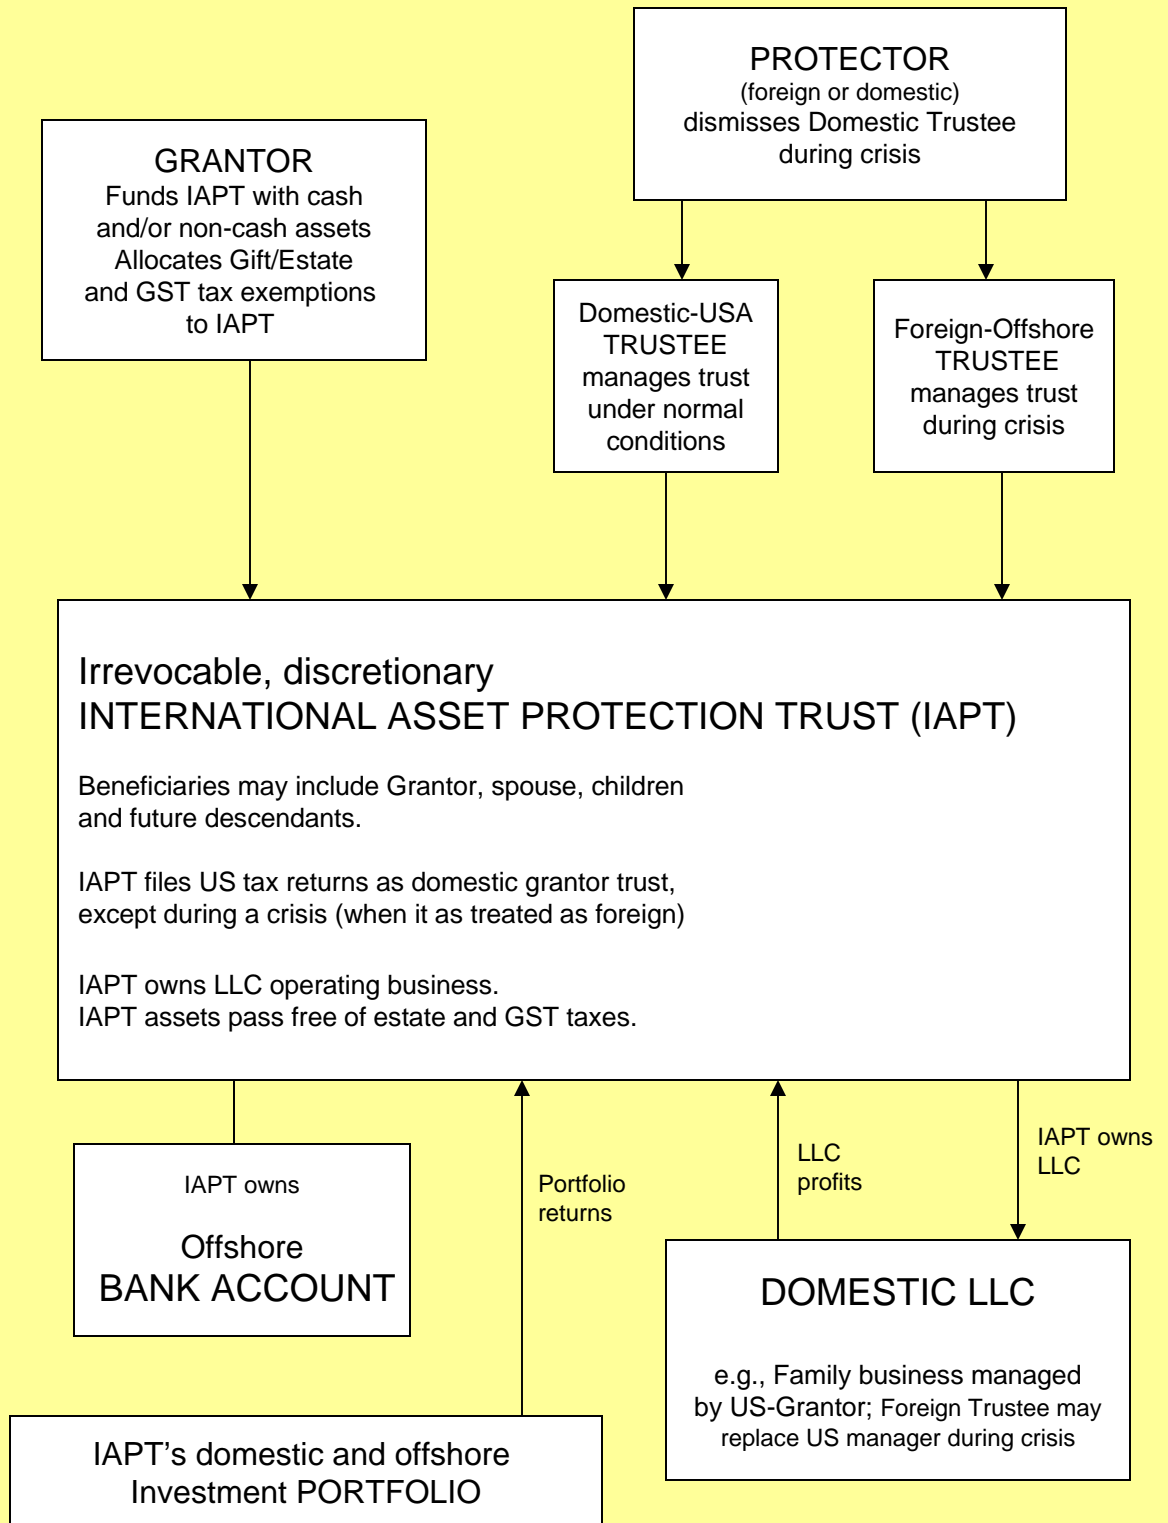 PROTECTOR
(foreign or domestic)
dismisses Domestic Trustee
during crisis
GRANTOR
Funds IAPT with cash
and/or non-cash assets
Allocates Gift/Estate
and GST tax exemptions
to IAPT
Domestic-USA
TRUSTEE
manages trust
under normal
conditions
Foreign-Offshore
TRUSTEE
manages trust
during crisis
Irrevocable, discretionary
INTERNATIONAL ASSET PROTECTION TRUST (IAPT)
Beneficiaries may include Grantor, spouse, children
and future descendants.
IAPT files US tax returns as domestic grantor trust,
except during a crisis (when it as treated as foreign)
IAPT owns LLC operating business.
IAPT assets pass free of estate and GST taxes.
IAPT owns
Offshore
BANK ACCOUNT
Portfolio
returns
LLC
profits
IAPT owns
LLC
DOMESTIC LLC
e.g., Family business managed
by US-Grantor; Foreign Trustee may
replace US manager during crisis
IAPT’s domestic and offshore
Investment PORTFOLIO